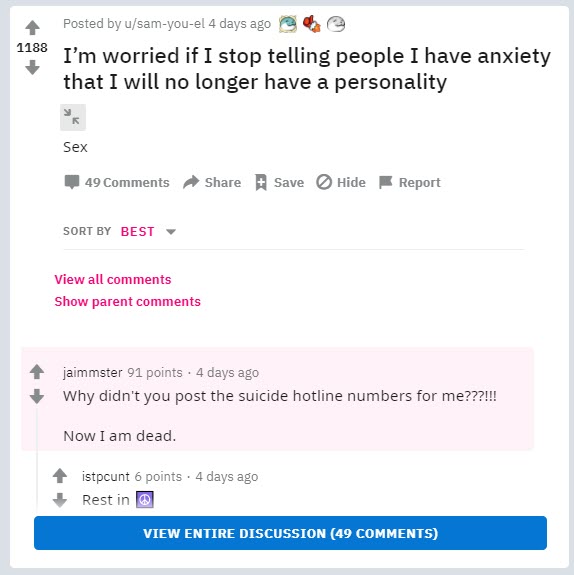 Posted by u/sam-you-el 4 days ago
1188
I’m worried if I stop telling people I have anxiety
that I will no longer have a personality
Sex
49 Comments Share Save Hide Report
SORT BY BEST
View all comments
Show parent comments
jaimmster 91 points · 4 days ago
Why didn't you post the suicide hotline numbers for me???!!!
Now I am dead.
istpcunt 6 points · 4 days ago
Rest in ☮
VIEW ENTIRE DISCUSSION (49 COMMENTS)